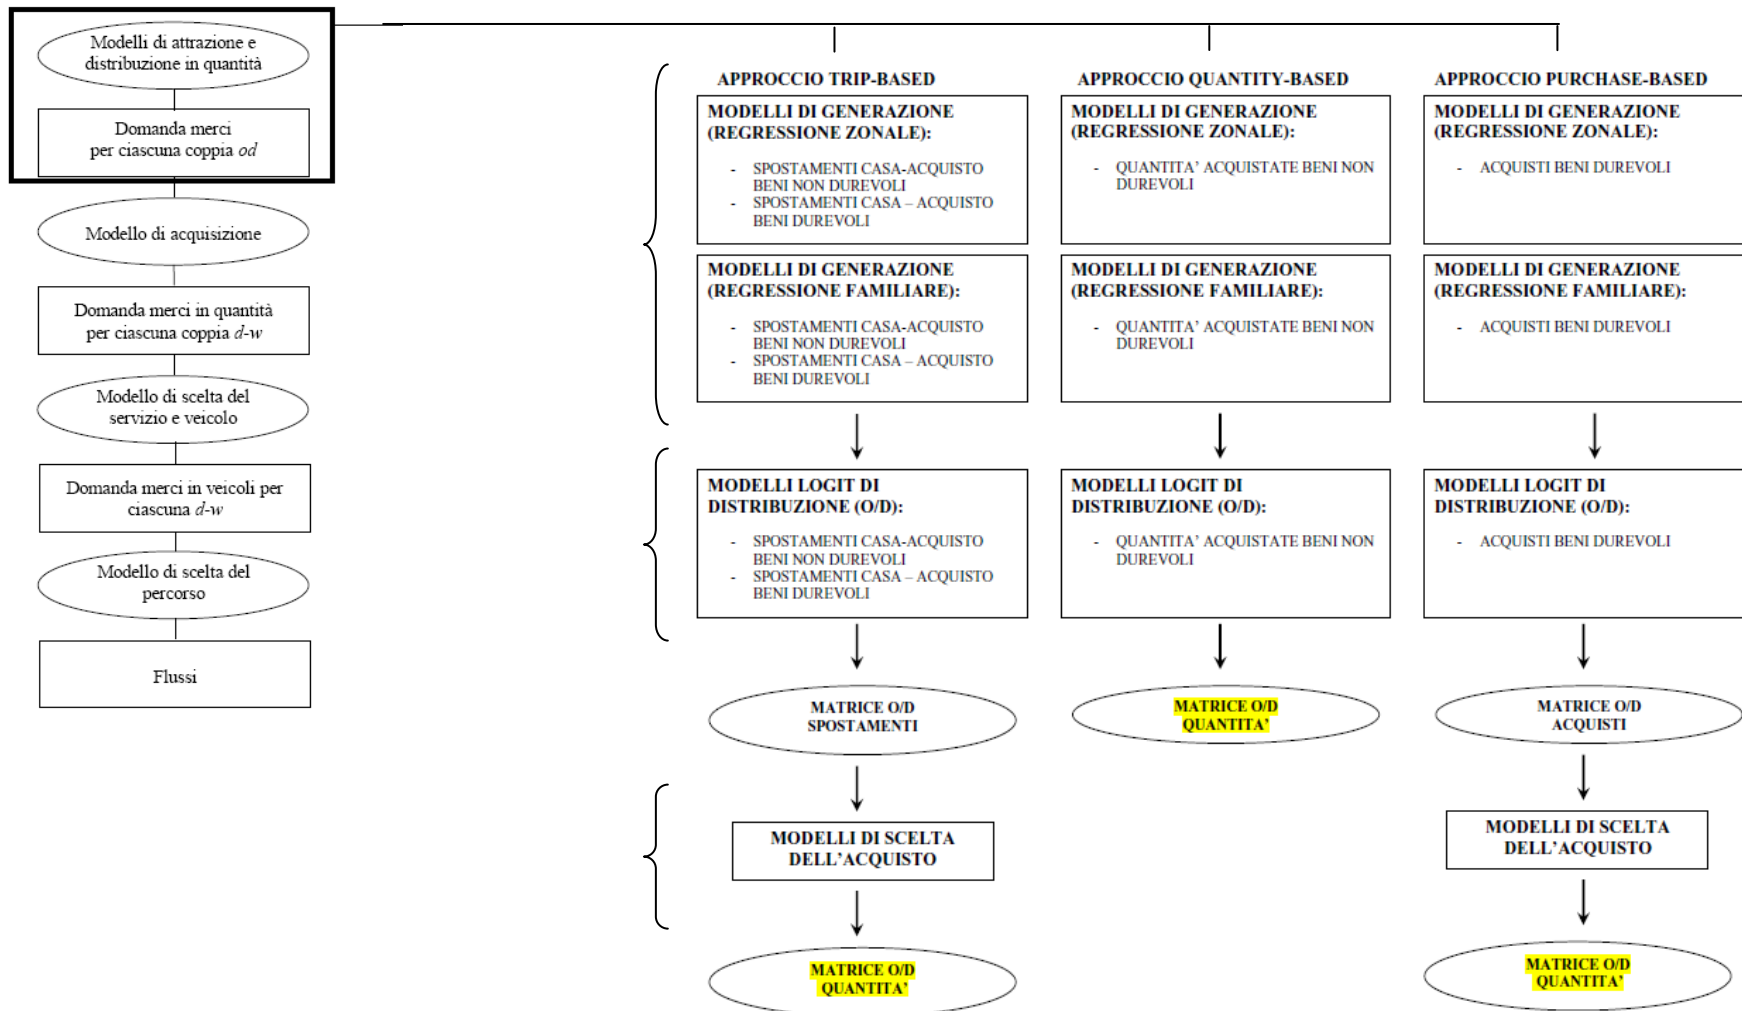 Modelli di attrazione e
distribuzione in quantità
Domanda merci
per ciascuna coppia od
Modello di acquisizione
Domanda merci in quantità
per ciascuna coppia d-w
Modello di scelta del
servizio e veicolo
Domanda merci in veicoli per
ciascuna d-w
Modello di scelta del
percorso
Flussi
APPROCCIO TRIP-BASED
MODELLI DI GENERAZIONE
(REGRESSIONE ZONALE):
- SPOSTAMENTI CASA-ACQUISTO
BENI NON DUREVOLI
- SPOSTAMENTI CASA – ACQUISTO
BENI DUREVOLI
MODELLI DI GENERAZIONE
(REGRESSIONE FAMILIARE):
- SPOSTAMENTI CASA-ACQUISTO
BENI NON DUREVOLI
- SPOSTAMENTI CASA – ACQUISTO
BENI DUREVOLI
MODELLI LOGIT DI
DISTRIBUZIONE (O/D):
- SPOSTAMENTI CASA-ACQUISTO
BENI NON DUREVOLI
- SPOSTAMENTI CASA – ACQUISTO
BENI DUREVOLI
MATRICE O/D
SPOSTAMENTI
MODELLI DI SCELTA
DELL’ACQUISTO
MATRICE O/D
QUANTITA’
APPROCCIO QUANTITY-BASED
MODELLI DI GENERAZIONE
(REGRESSIONE ZONALE):
- QUANTITA’ ACQUISTATE BENI NON
DUREVOLI
MODELLI DI GENERAZIONE
(REGRESSIONE FAMILIARE):
- QUANTITA’ ACQUISTATE BENI NON
DUREVOLI
MODELLI LOGIT DI
DISTRIBUZIONE (O/D):
- QUANTITA’ ACQUISTATE BENI NON
DUREVOLI
MATRICE O/D
QUANTITA’
APPROCCIO PURCHASE-BASED
MODELLI DI GENERAZIONE
(REGRESSIONE ZONALE):
- ACQUISTI BENI DUREVOLI
MODELLI DI GENERAZIONE
(REGRESSIONE FAMILIARE):
- ACQUISTI BENI DUREVOLI
MODELLI LOGIT DI
DISTRIBUZIONE (O/D):
- ACQUISTI BENI DUREVOLI
MATRICE O/D
ACQUISTI
MODELLI DI SCELTA
DELL’ACQUISTO
MATRICE O/D
QUANTITA’